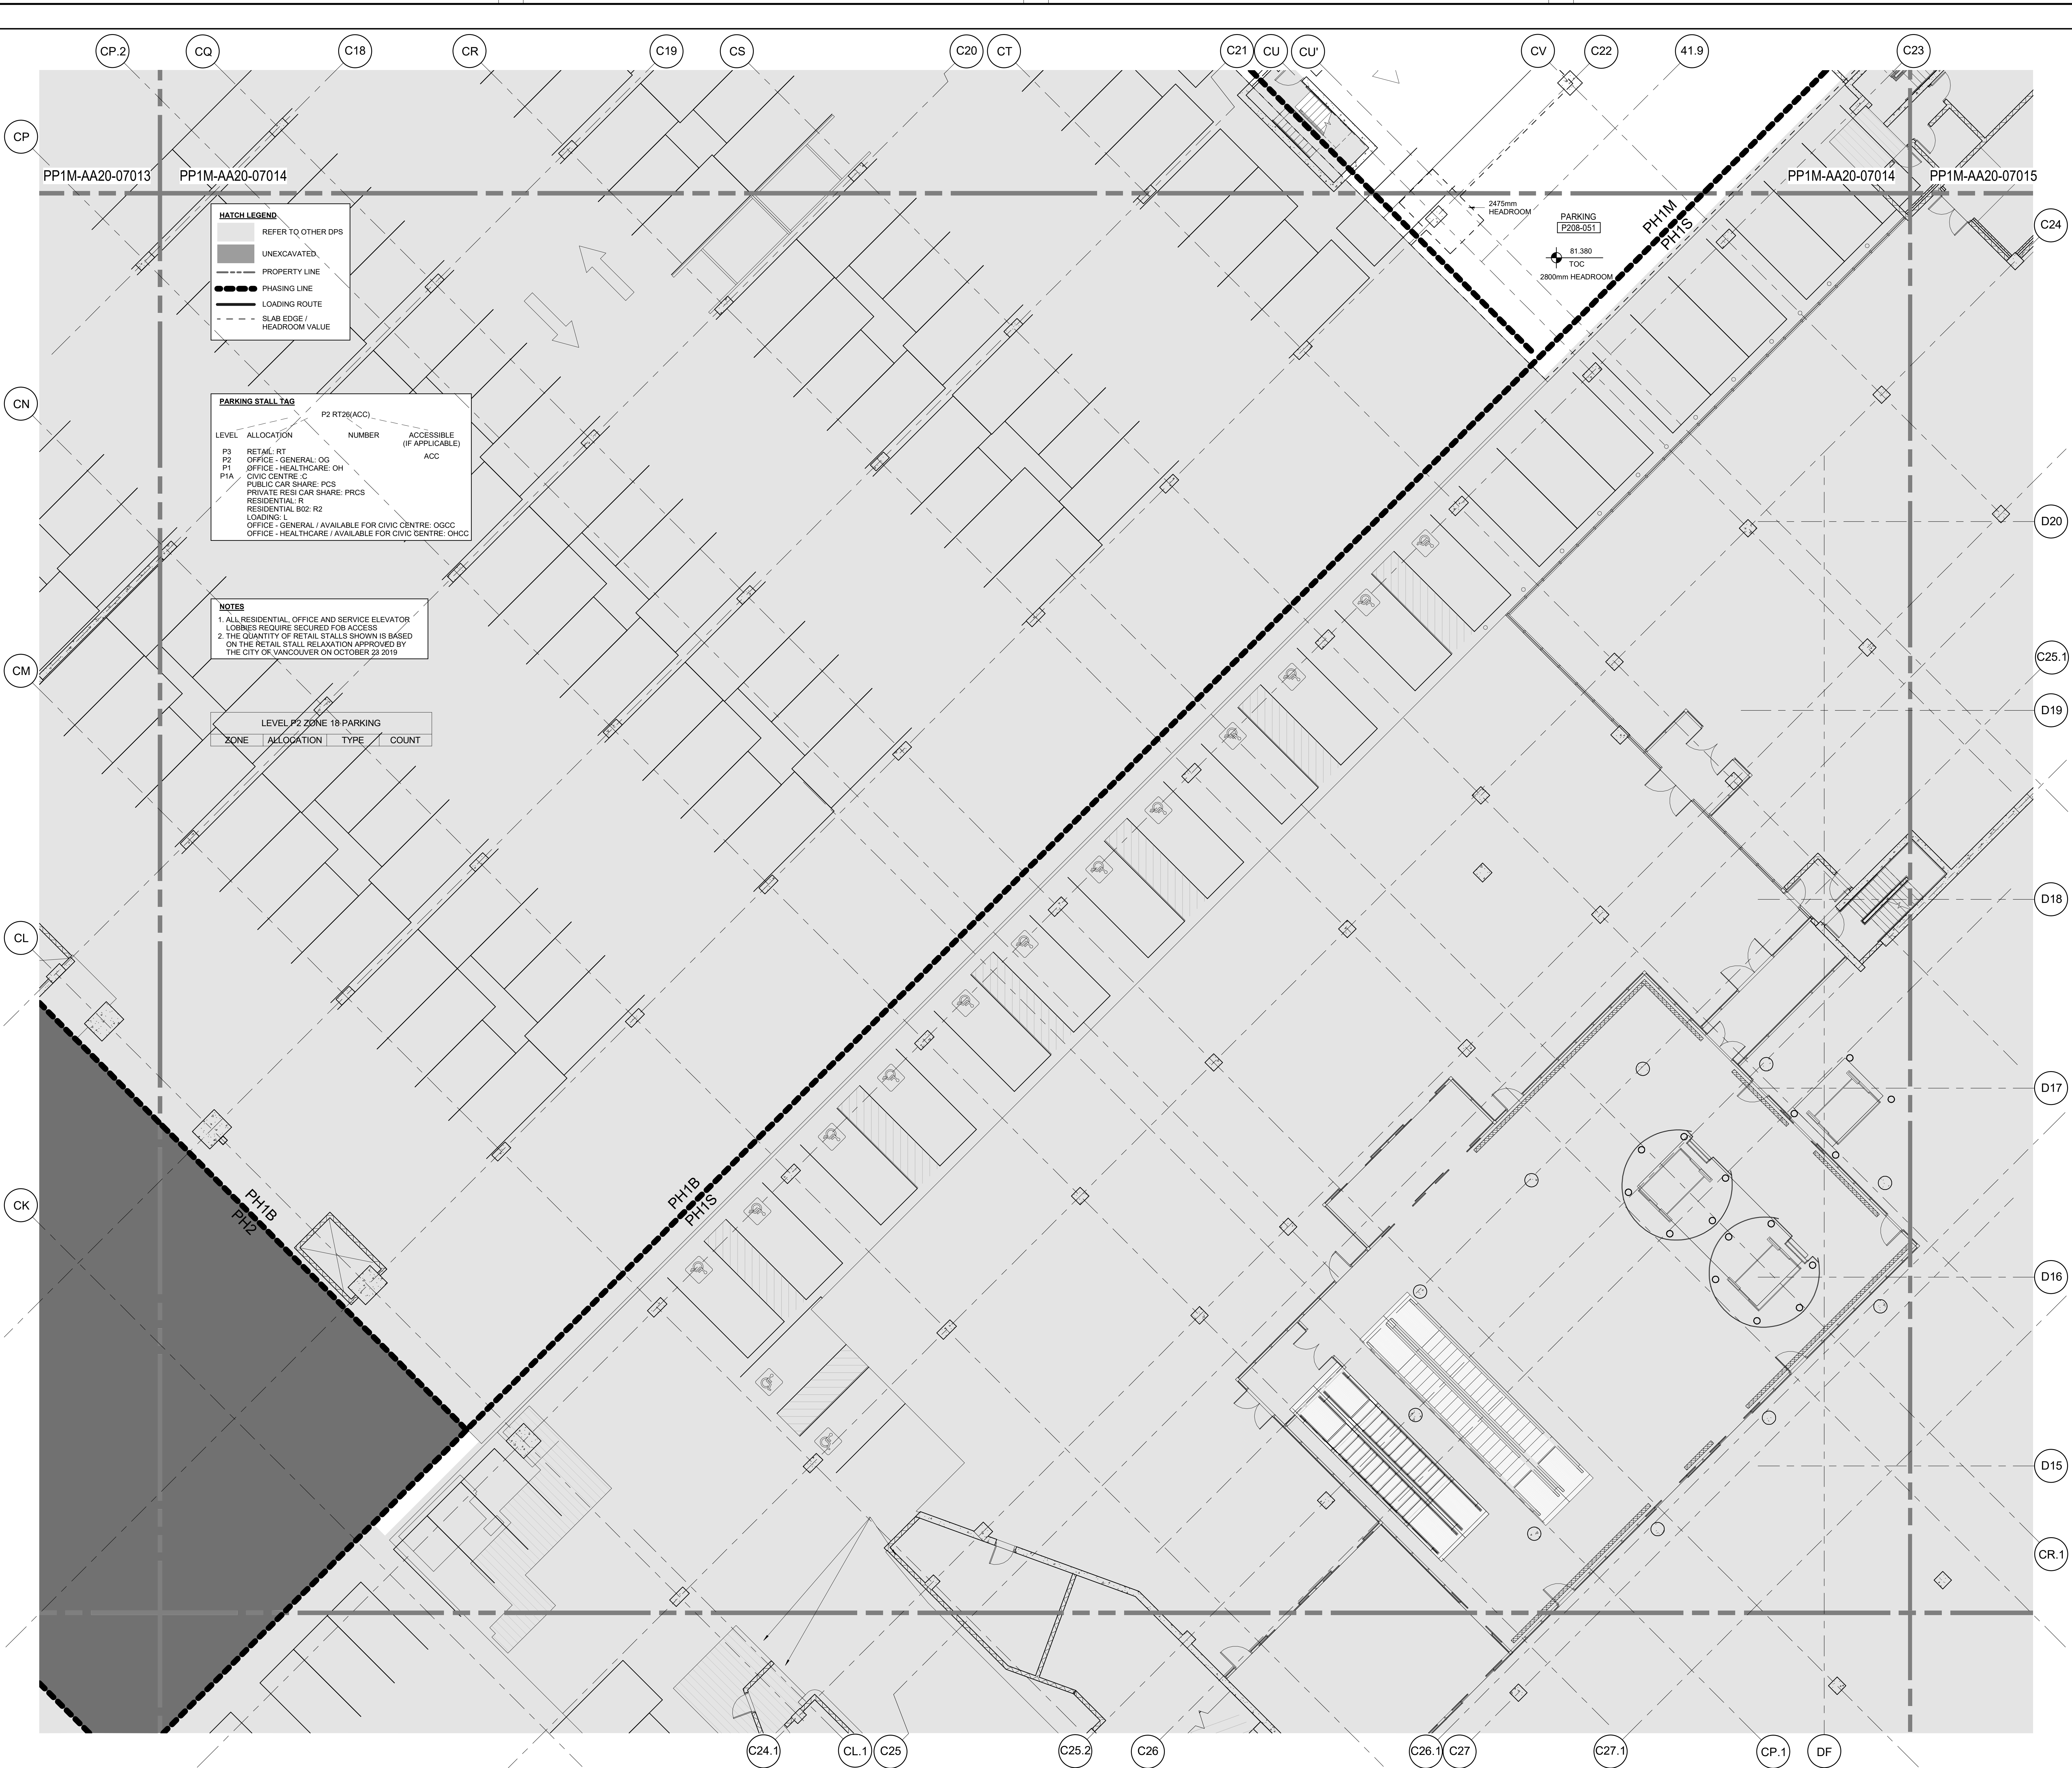 CP.2 CQ C18 CR C19 CS C20 CT C21 CU CU' CV C22 41.9 C23
CP
PP1M-AA20-07013 PP1M-AA20-07014
PP1M-AA20-07014 PP1M-AA20-07015
HATCH LEGEND
REFER TO OTHER DPS
UNEXCAVATED
PROPERTY LINE
PHASING LINE
LOADING ROUTE
SLAB EDGE /
HEADROOM VALUE
2475mm
HEADROOM
PARKING
P208-051
81.380
TOC
2800mm HEADROOM
PH1M
PH1S
C24
CN
PARKING STALL TAG
P2 RT26(ACC)
LEVEL ALLOCATION NUMBER ACCESSIBLE
(IF APPLICABLE)
ACC
P3 RETAIL: RT
P2 OFFICE - GENERAL: OG
P1 OFFICE - HEALTHCARE: OH
P1A CIVIC CENTRE :C
PUBLIC CAR SHARE: PCS
PRIVATE RESI CAR SHARE: PRCS
RESIDENTIAL: R
RESIDENTIAL B02: R2
LOADING: L
OFFICE - GENERAL / AVAILABLE FOR CIVIC CENTRE: OGCC
OFFICE - HEALTHCARE / AVAILABLE FOR CIVIC CENTRE: OHCC
D20
NOTES
1. ALL RESIDENTIAL, OFFICE AND SERVICE ELEVATOR
LOBBIES REQUIRE SECURED FOB ACCESS
2. THE QUANTITY OF RETAIL STALLS SHOWN IS BASED
ON THE RETAIL STALL RELAXATION APPROVED BY
THE CITY OF VANCOUVER ON OCTOBER 23 2019
CM
C25.1
D19
LEVEL P2 ZONE 18 PARKING
ZONE ALLOCATION TYPE COUNT
D18
CL
D17
CK
PH1B
PH2
PH1B
PH1S
D16
D15
CR.1
C24.1 CL.1 C25 C25.2 C26 C26.1 C27 C27.1 CP.1 DF